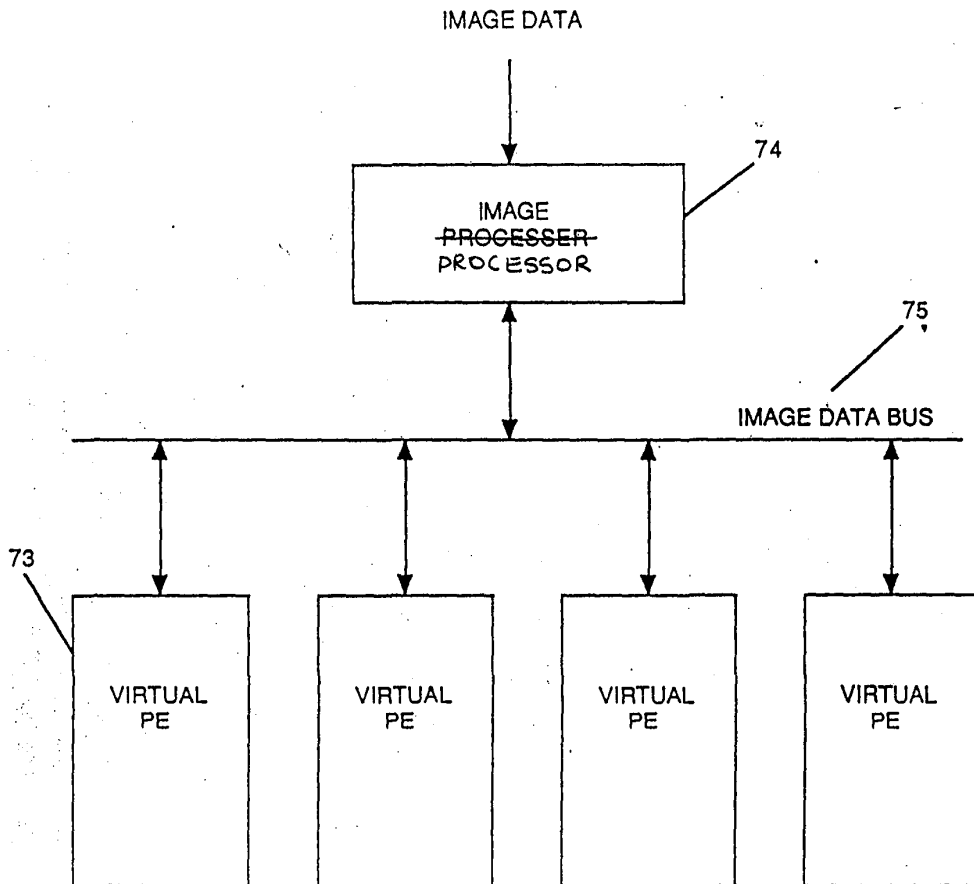 IMAGE DATA
74
IMAGE
PROCESSER
PROCESSOR
75
IMAGE DATA BUS
73
VIRTUAL
PE
VIRTUAL
PE
VIRTUAL
PE
VIRTUAL
PE